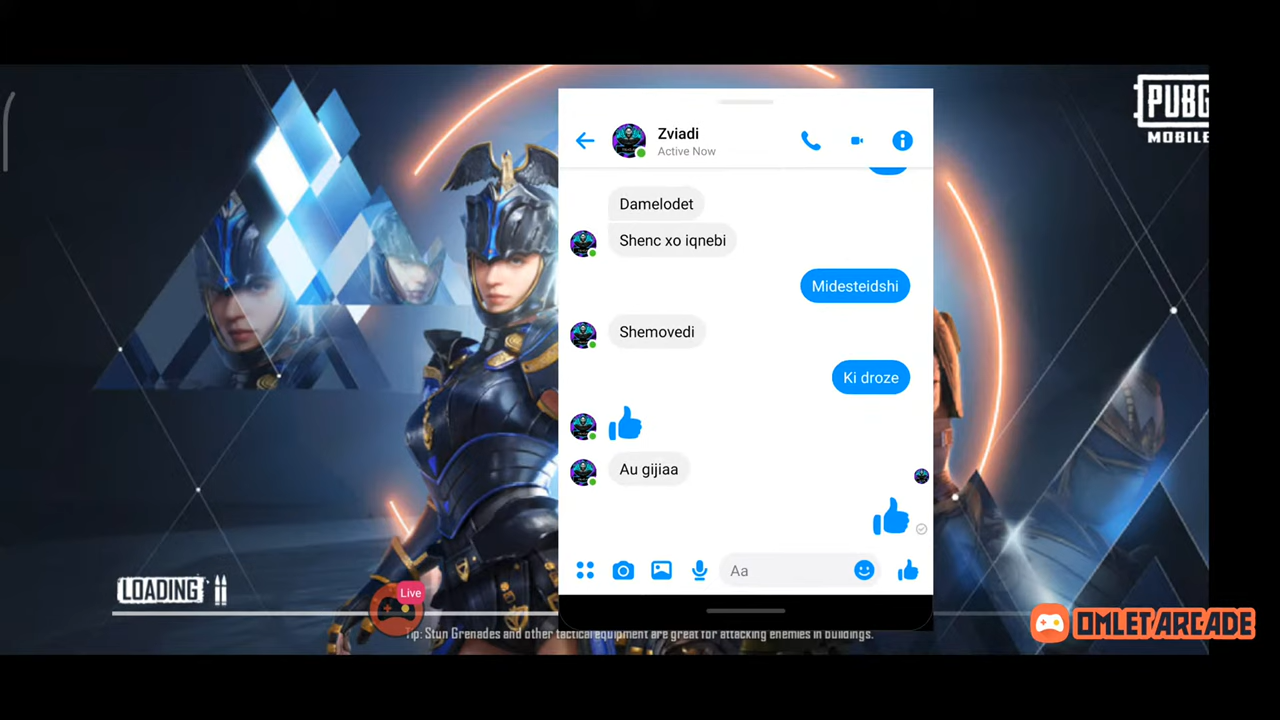 PUBG
MOBILE
Zviadi
Active Now
Damelodet
Shenc xo iqnebi
Midesteidshi
Shemovedi
Ki droze
Au gijiaa
Aa
LOADING
Live
Tip: Stun Grenades and other tactical equipment are great for attacking enemies in buildings.
OMLET ARCADE